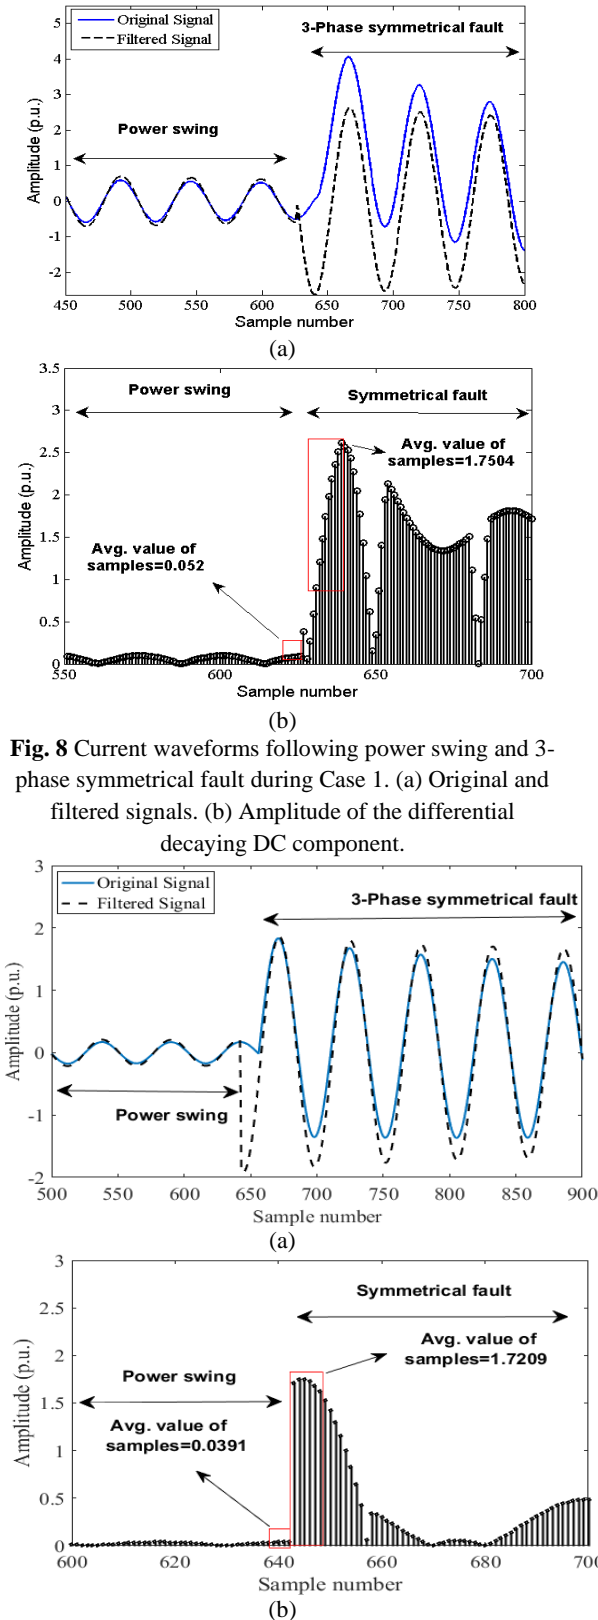 Original Signal
Filtered Signal
3-Phase symmetrical fault
Power swing
Amplitude (p.u.)
5
4
3
2
1
0
-1
-2
450 500 550 600 650 700 750 800
Sample number
(a)
3.5
3
2.5
2
1.5
1
0.5
0
Power swing
Symmetrical fault
Avg. value of
samples=1.7504
Avg. value of
samples=0.052
Amplitude (p.u.)
550 600 650 700
Sample number
(b)
Fig. 8 Current waveforms following power swing and 3-
phase symmetrical fault during Case 1. (a) Original and
filtered signals. (b) Amplitude of the differential
decaying DC component.
3
2
1
0
-1
-2
Original Signal
Filtered Signal
3-Phase symmetrical fault
Power swing
Amplitude (p.u.)
500 550 600 650 700 750 800 850 900
Sample number
(a)
3
2.5
2
1.5
1
0.5
0
Symmetrical fault
Avg. value of
samples=1.7209
Power swing
Avg. value of
samples=0.0391
Amplitude (p.u.)
600 620 640 660 680 700
Sample number
(b)